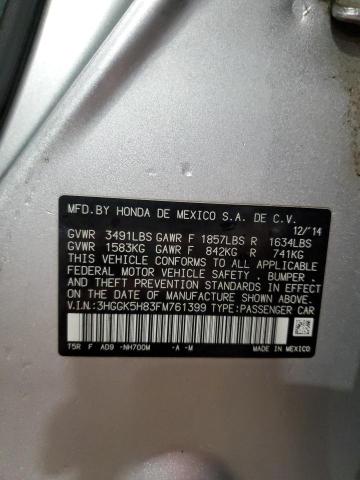 MFD.BY HONDA DE MEXICO S.A. DE C.V.
12/'14
GVWR 3491LBS GAWR F 1857LBS R 1634LBS
GVWR 1583KG GAWR F 842KG R 741KG
THIS VEHICLE CONFORMS TO ALL APPLICABLE
FEDERAL MOTOR VEHICLE SAFETY , BUMPER ,
AND THEFT PREVENTION STANDARDS IN EFFECT
ON THE DATE OF MANUFACTURE SHOWN ABOVE .
V.I.N.:3HGGK5H83FM761399 TYPE:PASSENGER CAR
T5R F AD9 -NH700M -A -M MADE IN MEXICO